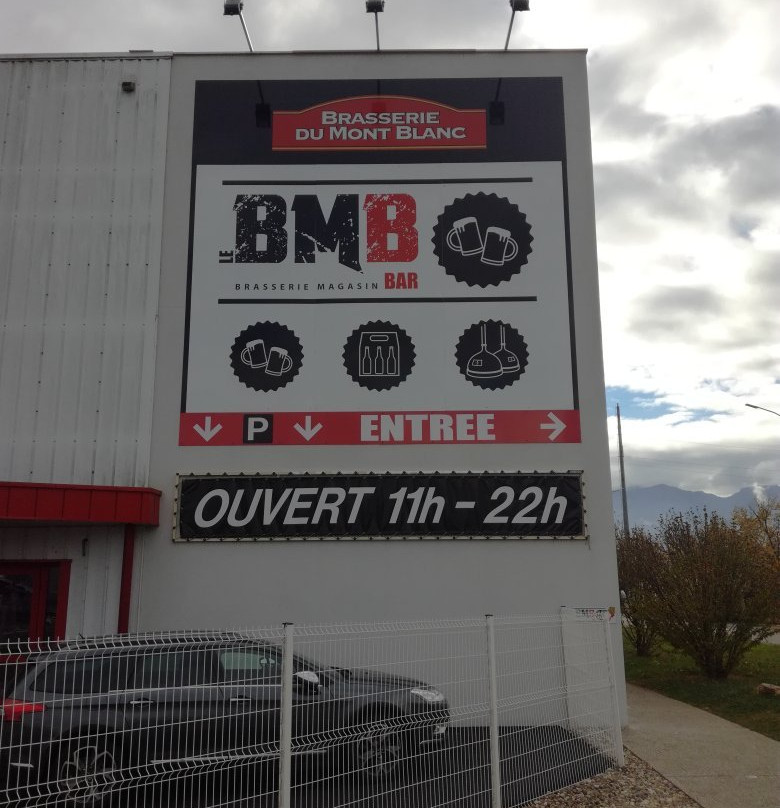 BRASSERIE
DU MONT BLANC
LE BMB
BRASSERIE MAGASIN BAR
P ENTREE
OUVERT 11h - 22h